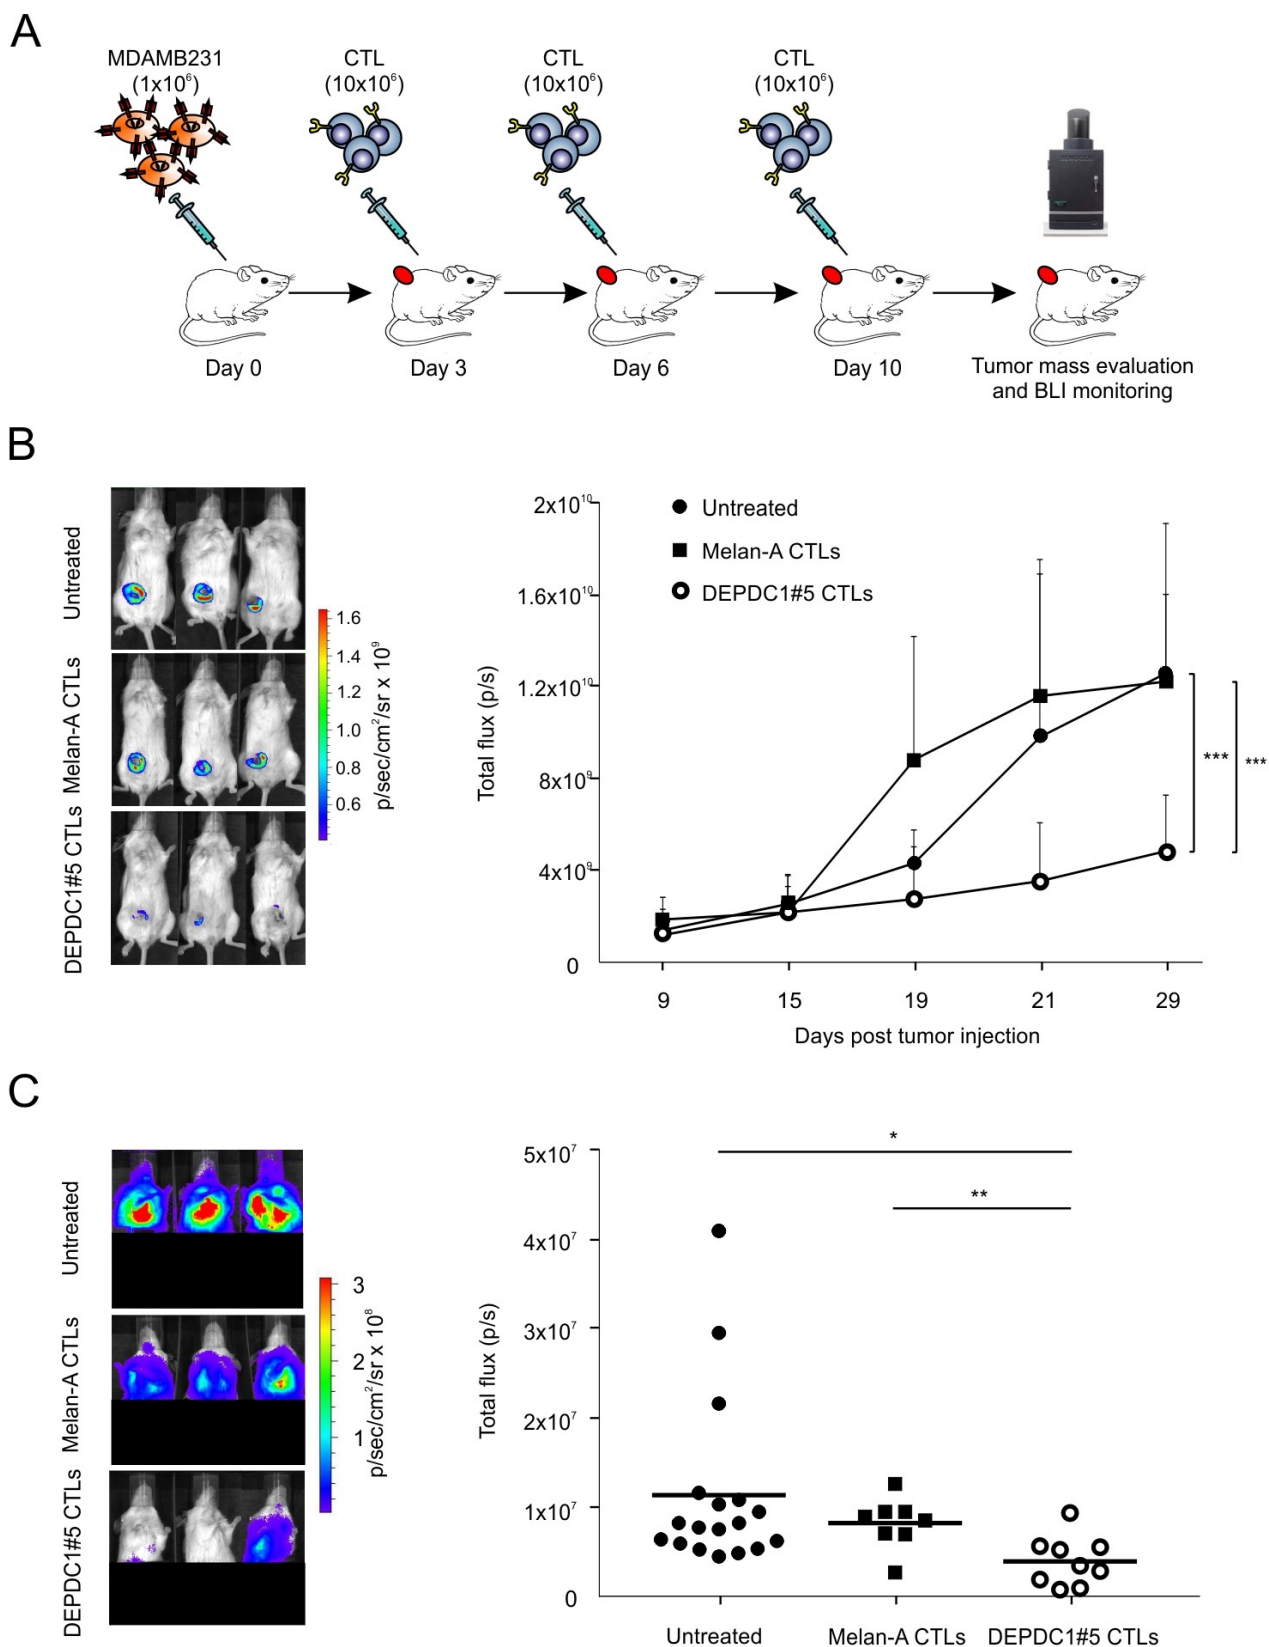 A
MDAMB231
(1x10⁶)
CTL
(10x10⁶)
CTL
(10x10⁶)
CTL
(10x10⁶)
Day 0
Day 3
Day 6
Day 10
Tumor mass evaluation
and BLI monitoring
B
Untreated
Melan-A CTLs
DEPDC1#5 CTLs
1.6
1.4
1.2
1.0
0.8
0.6
p/sec/cm²/sr x 10⁹
Total flux (p/s)
2x10¹⁰
1.6x10¹⁰
1.2x10¹⁰
8x10⁹
4x10⁹
0
Untreated
Melan-A CTLs
DEPDC1#5 CTLs
***
***
9
15
19
21
29
Days post tumor injection
C
Untreated
Melan-A CTLs
DEPDC1#5 CTLs
3
2
1
p/sec/cm²/sr x 10⁸
Total flux (p/s)
5x10⁷
4x10⁷
3x10⁷
2x10⁷
1x10⁷
0
*
**
Untreated
Melan-A CTLs
DEPDC1#5 CTLs